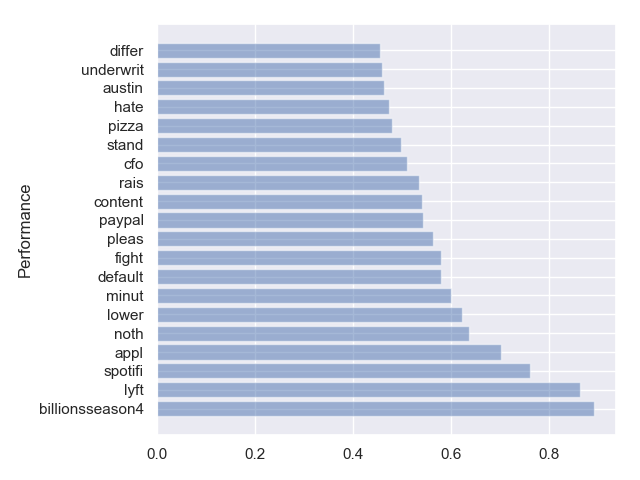 Performance
differ
underwrit
austin
hate
pizza
stand
cfo
rais
content
paypal
pleas
fight
default
minut
lower
noth
appl
spotifi
lyft
billionsseason4
0.0 0.2 0.4 0.6 0.8